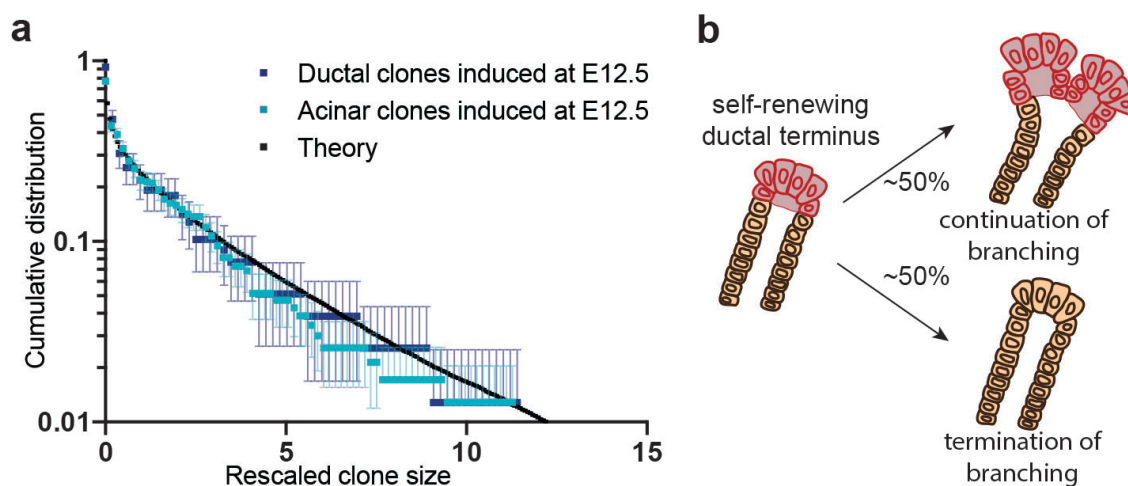 a
Cumulative distribution
1
0.1
0.01
0
5
10
15
Rescaled clone size
Ductal clones induced at E12.5
Acinar clones induced at E12.5
Theory
b
self-renewing
ductal terminus
~50%
continuation of
branching
~50%
termination of
branching